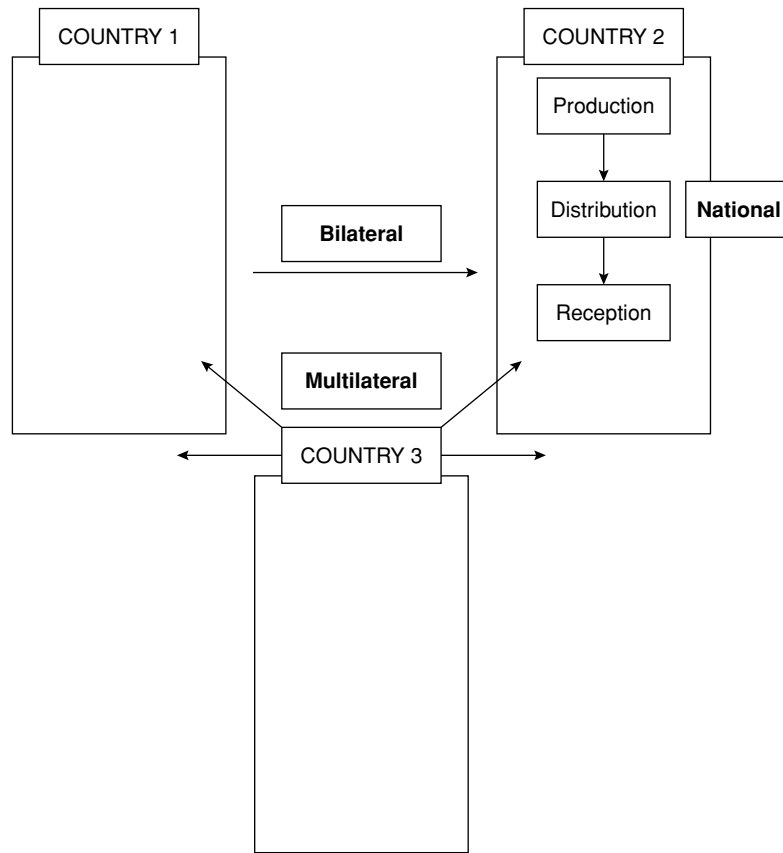 COUNTRY 1
COUNTRY 2
Production
Distribution
National
Bilateral
Reception
Multilateral
COUNTRY 3